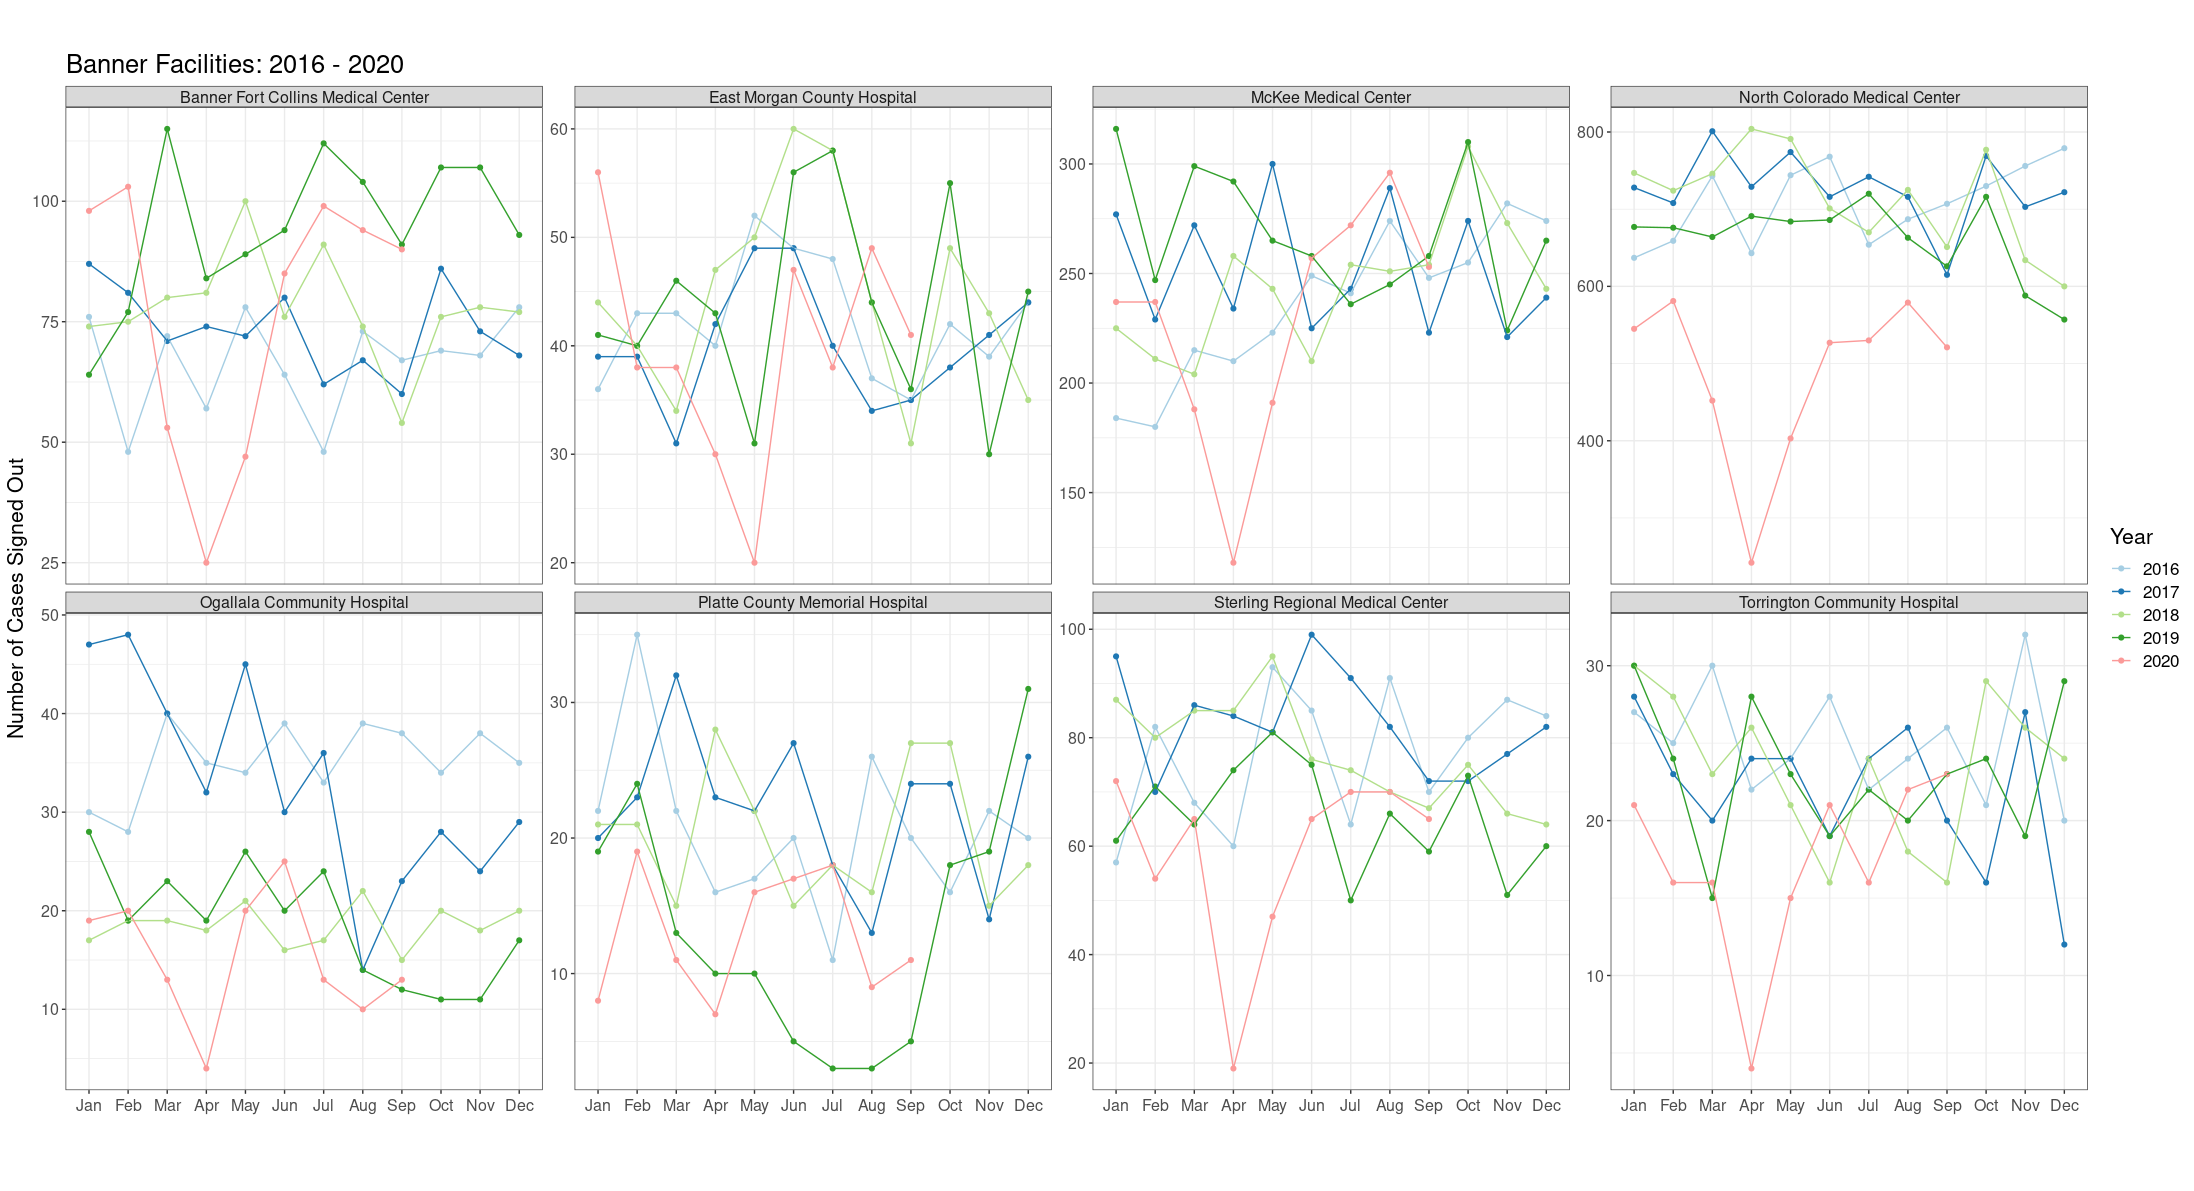 Banner Facilities: 2016 - 2020
Number of Cases Signed Out
Banner Fort Collins Medical Center
100
75
50
25
East Morgan County Hospital
60
50
40
30
20
McKee Medical Center
300
250
200
150
North Colorado Medical Center
800
600
400
Ogallala Community Hospital
50
40
30
20
10
Jan Feb Mar Apr May Jun Jul Aug Sep Oct Nov Dec
Platte County Memorial Hospital
30
20
10
Jan Feb Mar Apr May Jun Jul Aug Sep Oct Nov Dec
Sterling Regional Medical Center
100
80
60
40
20
Jan Feb Mar Apr May Jun Jul Aug Sep Oct Nov Dec
Torrington Community Hospital
30
20
10
Jan Feb Mar Apr May Jun Jul Aug Sep Oct Nov Dec
Year
2016
2017
2018
2019
2020